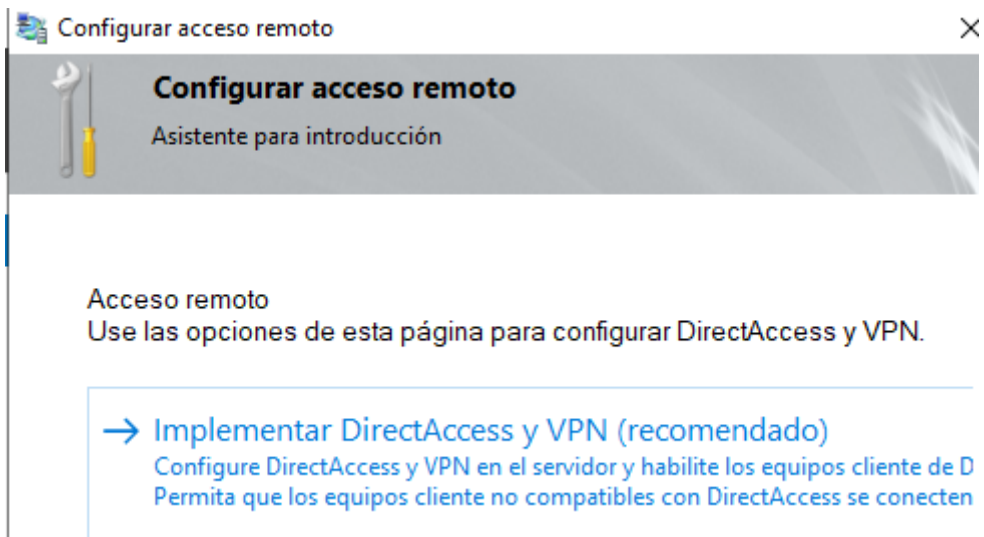 Configurar acceso remoto
Configurar acceso remoto
Asistente para introducción
Acceso remoto
Use las opciones de esta página para configurar DirectAccess y VPN.
Implementar DirectAccess y VPN (recomendado)
Configure DirectAccess y VPN en el servidor y habilite los equipos cliente de D
Permita que los equipos cliente no compatibles con DirectAccess se conecten